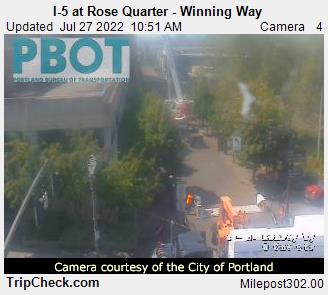 I-5 at Rose Quarter - Winning Way
Updated Jul 27 2022 10:51 AM Camera 4
PBOT
PORTLAND BUREAU OF TRANSPORTATION
Camera courtesy of the City of Portland
TripCheck.com Milepost302.00